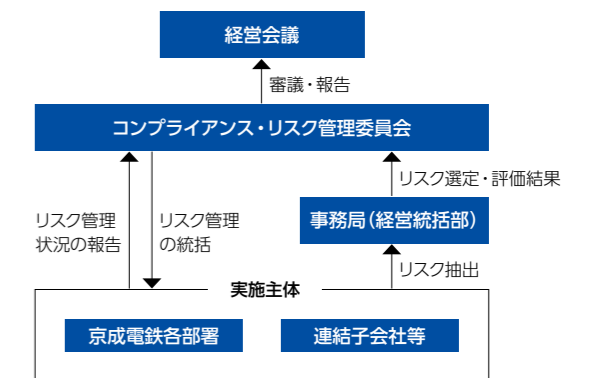 経営会議
審議・報告
コンプライアンス・リスク管理委員会
リスク選定・評価結果
リスク管理
状況の報告
リスク管理
の統括
事務局（経営統括部）
リスク抽出
実施主体
京成電鉄各部署
連結子会社等